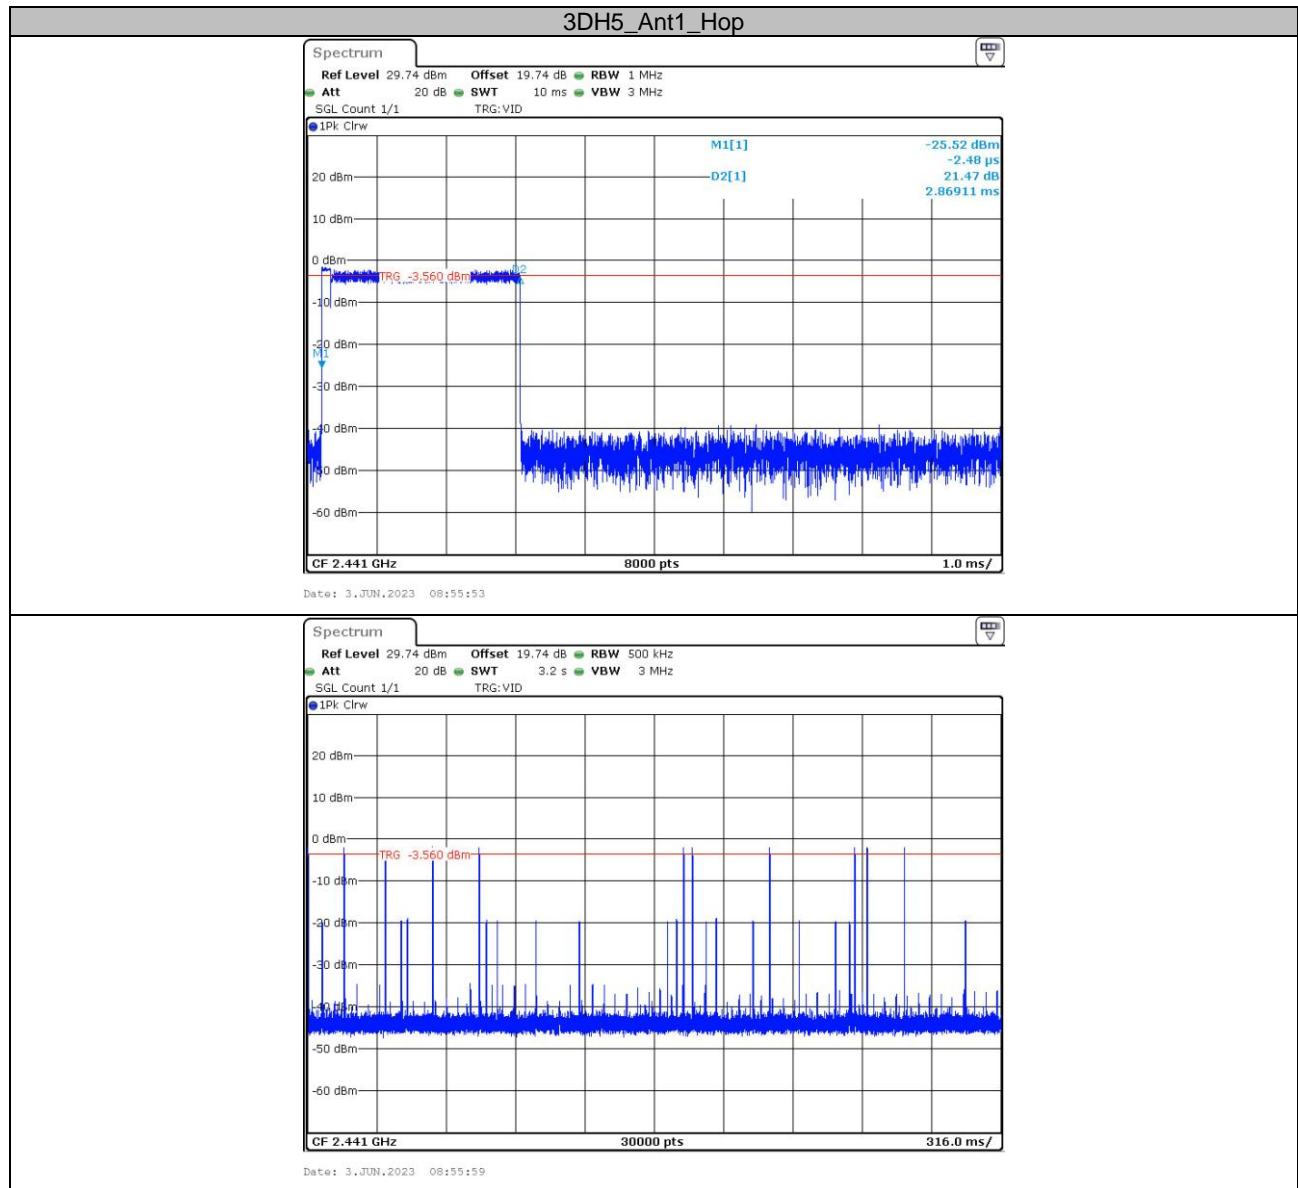 3DH5_Ant1_Hop
Spectrum
Ref Level 29.74 dBm Offset 19.74 dB RBW 1 MHz
Att 20 dB SWT 10 ms VBW 3 MHz
SGL Count 1/1 TRG:VID
1Pk Clrw
M1[1] -25.52 dBm
-2.48 µs
20 dBm D2[1] 21.47 dB
2.86911 ms
10 dBm
0 dBm
D2
TRG -3.560 dBm
-10 dBm
-20 dBm
M1
-30 dBm
-40 dBm
-50 dBm
-60 dBm
CF 2.441 GHz 8000 pts 1.0 ms/
Date: 3.JUN.2023 08:55:53
Spectrum
Ref Level 29.74 dBm Offset 19.74 dB RBW 500 kHz
Att 20 dB SWT 3.2 s VBW 3 MHz
SGL Count 1/1 TRG:VID
1Pk Clrw
20 dBm
10 dBm
0 dBm
TRG -3.560 dBm
-10 dBm
-20 dBm
-30 dBm
-40 dBm
-50 dBm
-60 dBm
CF 2.441 GHz 30000 pts 316.0 ms/
Date: 3.JUN.2023 08:55:59